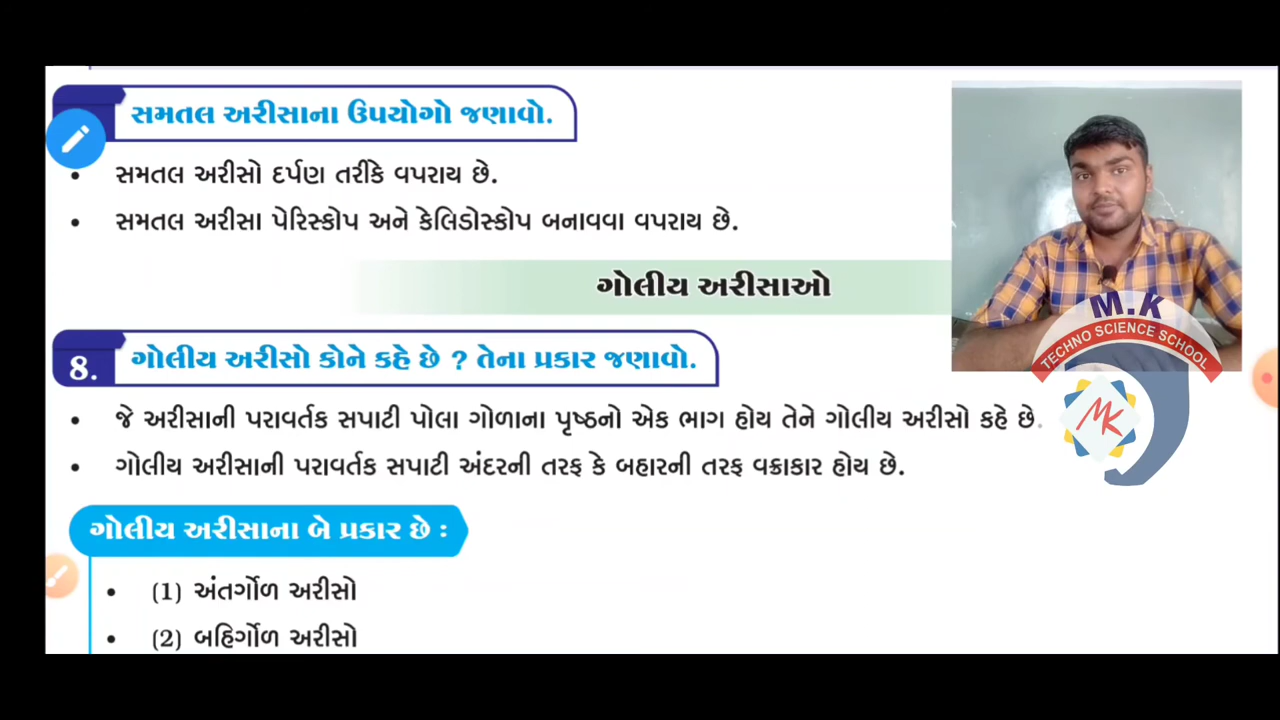 સમતલ અરીસાના ઉપયોગો જણાવો.
• સમતલ અરીસો દર્પણ તરીકે વપરાય છે.
• સમતલ અરીસા પેરિસ્કોપ અને કેલિડોસ્કોપ બનાવવા વપરાય છે.
ગોલીય અરીસાઓ
8. ગોલીય અરીસો કોને કહે છે ? તેના પ્રકાર જણાવો.
• જે અરીસાની પરાવર્તક સપાટી પોલા ગોળાના પૃષ્ઠનો એક ભાગ હોય તેને ગોલીય અરીસો કહે છે.
• ગોલીય અરીસાની પરાવર્તક સપાટી અંદરની તરફ કે બહારની તરફ વક્રાકાર હોય છે.
ગોલીય અરીસાના બે પ્રકાર છે :
• (1) અંતર્ગોળ અરીસો
• (2) બહિર્ગોળ અરીસો
M.K
TECHNO SCIENCE SCHOOL
MK